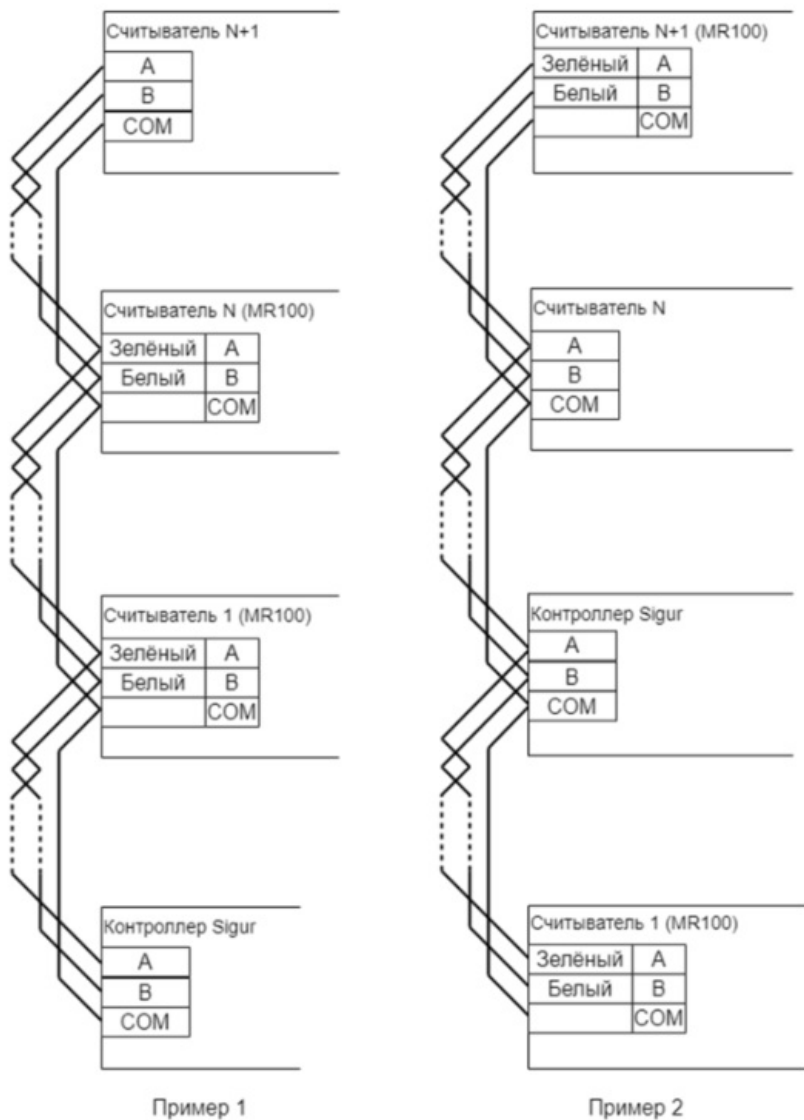 Считыватель N+1
A
B
COM
Считыватель N (MR100)
Зелёный A
Белый B
COM
Считыватель 1 (MR100)
Зелёный A
Белый B
COM
Контроллер Sigur
A
B
COM
Пример 1
Считыватель N+1 (MR100)
Зелёный A
Белый B
COM
Считыватель N
A
B
COM
Контроллер Sigur
A
B
COM
Считыватель 1 (MR100)
Зелёный A
Белый B
COM
Пример 2